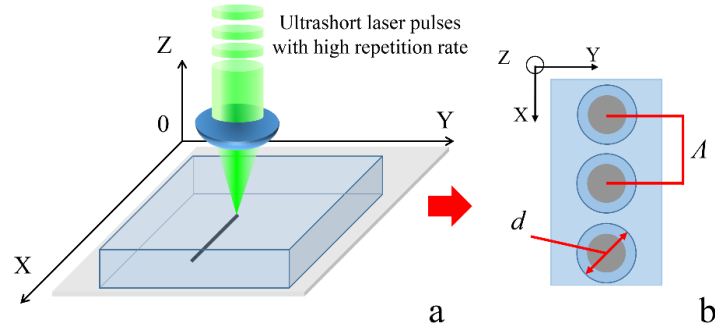 Ultrashort laser pulses
with high repetition rate
Z
0
Y
X
a
Z
Y
X
Λ
d
b